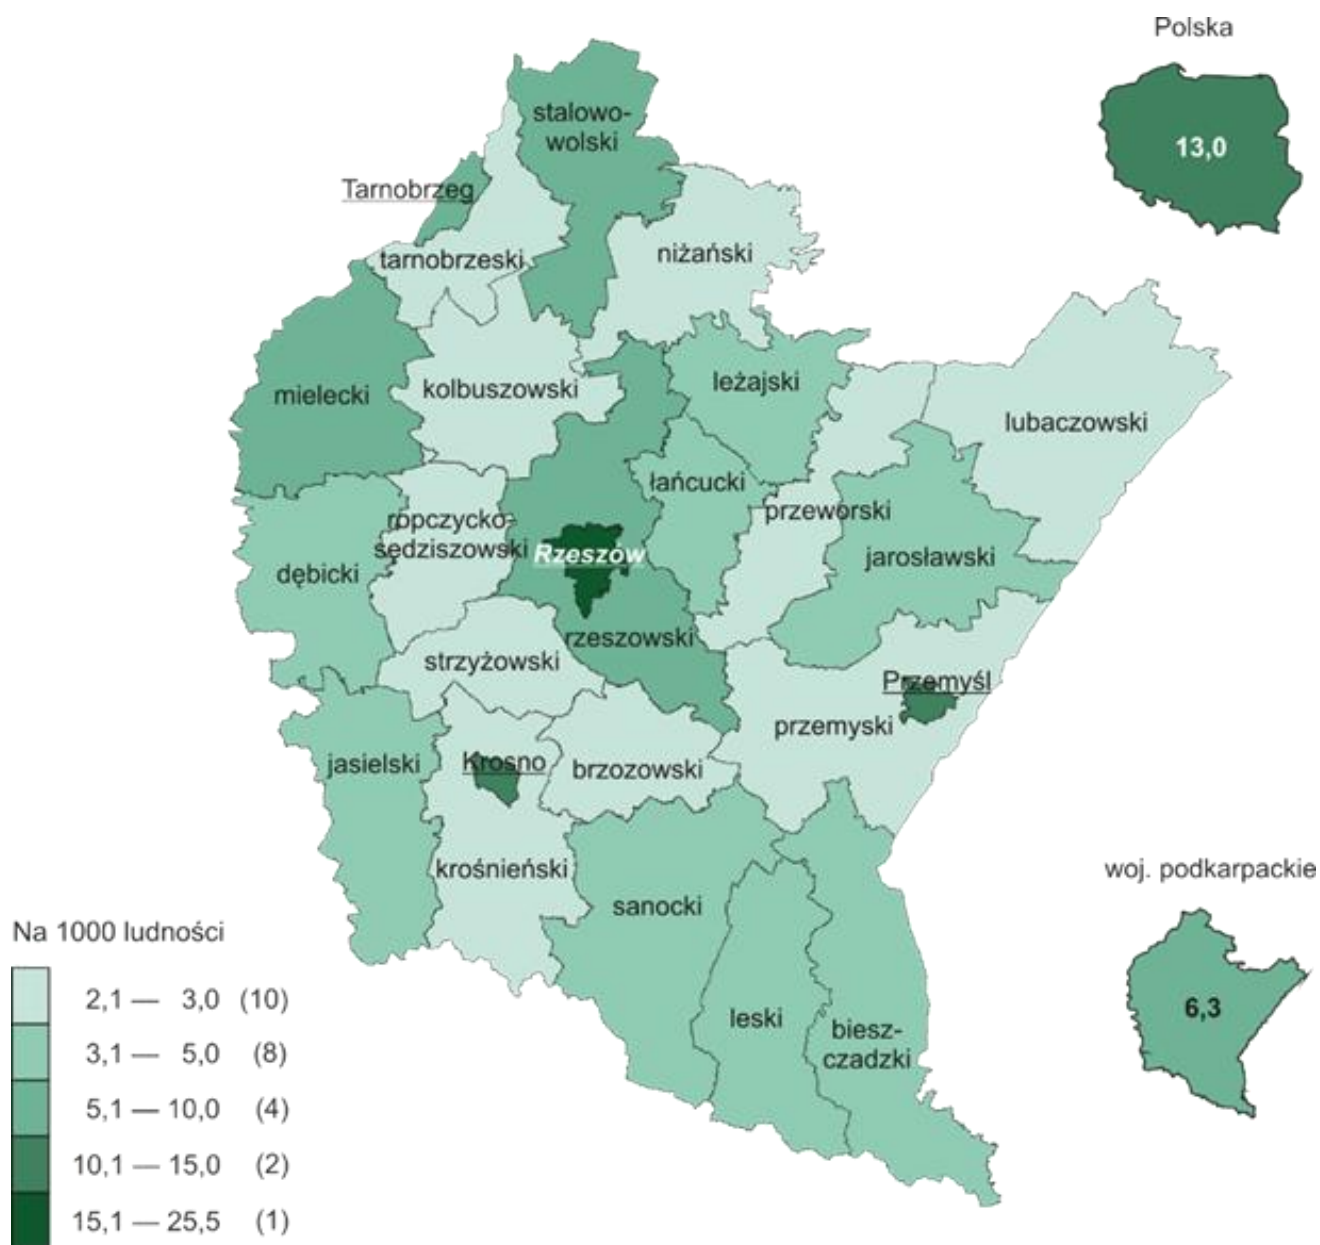 Polska
13,0
stalowo-
wolski
Tarnobrzeg
tarnobrzeski
niżański
mielecki
kolbuszowski
leżajski
lubaczowski
łańcucki
przeworski
ropczycko-
sędziszowski
Rzeszów
jarosławski
dębicki
rzeszowski
strzyżowski
Przemyśl
przemyski
jasielski
Krosno
brzozowski
krośnieński
sanocki
leski
biesz-
czadzki
woj. podkarpackie
6,3
Na 1000 ludności
2,1 — 3,0 (10)
3,1 — 5,0 (8)
5,1 — 10,0 (4)
10,1 — 15,0 (2)
15,1 — 25,5 (1)